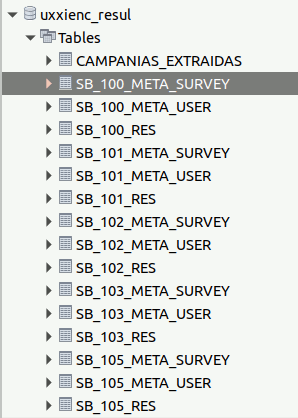 uxxienc_resul
Tables
CAMPANIAS_EXTRAIDAS
SB_100_META_SURVEY
SB_100_META_USER
SB_100_RES
SB_101_META_SURVEY
SB_101_META_USER
SB_101_RES
SB_102_META_SURVEY
SB_102_META_USER
SB_102_RES
SB_103_META_SURVEY
SB_103_META_USER
SB_103_RES
SB_105_META_SURVEY
SB_105_META_USER
SB_105_RES